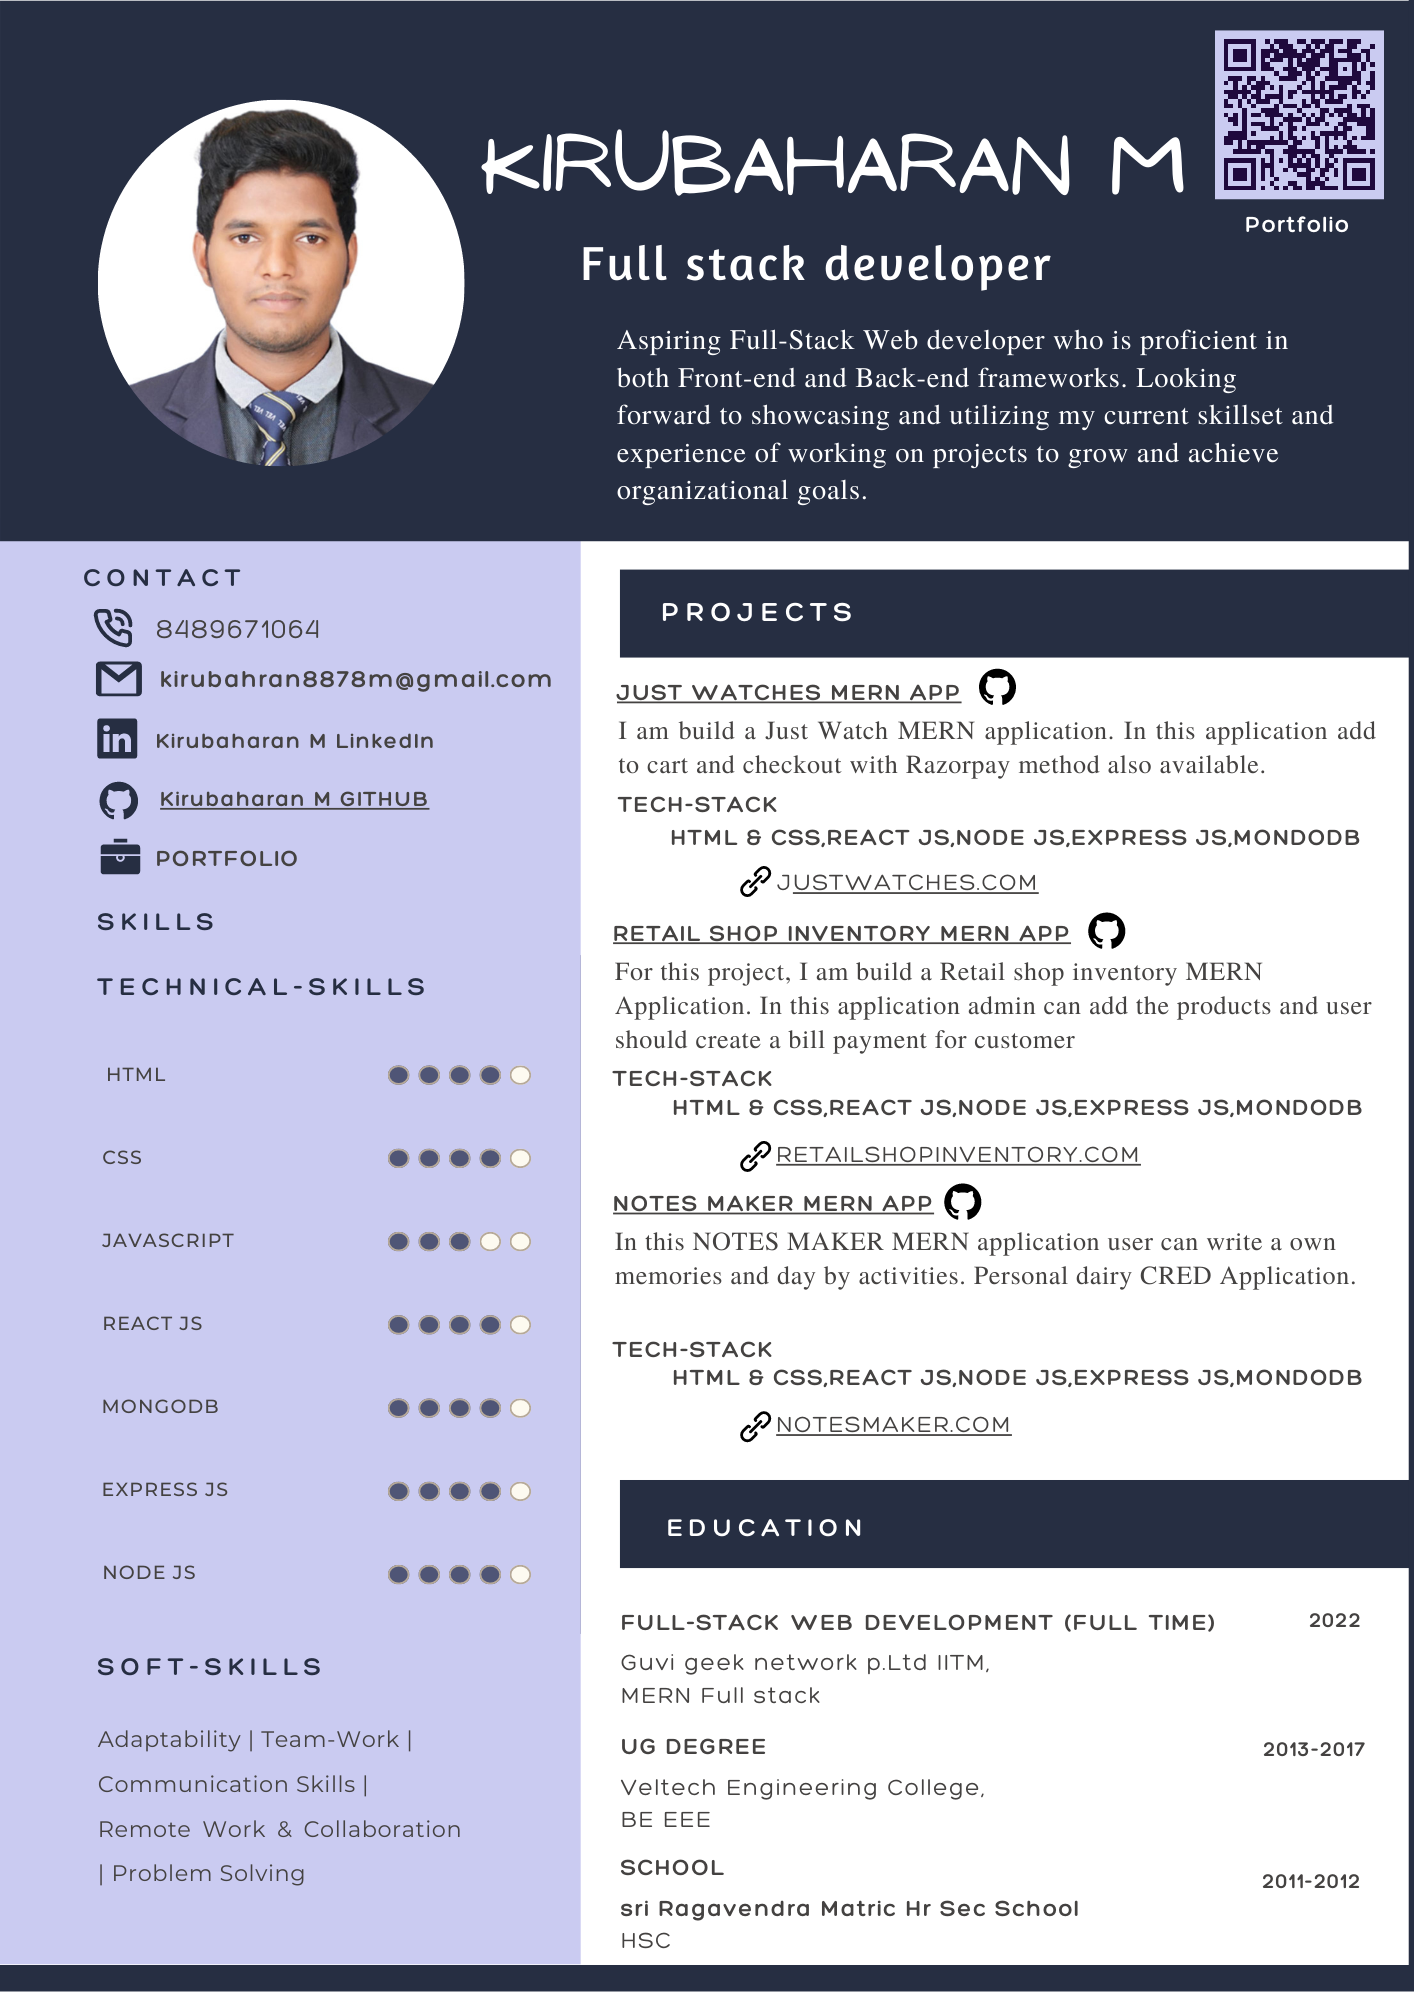 KIRUBAHARAN M
Portfolio
Full stack developer
Aspiring Full-Stack Web developer who is proficient in
both Front-end and Back-end frameworks. Looking
forward to showcasing and utilizing my current skillset and
experience of working on projects to grow and achieve
organizational goals.
CONTACT
8489671064
kirubahran8878m@gmail.com
Kirubaharan M LinkedIn
Kirubaharan M GITHUB
PORTFOLIO
SKILLS
TECHNICAL-SKILLS
HTML
CSS
JAVASCRIPT
REACT JS
MONGODB
EXPRESS JS
NODE JS
SOFT-SKILLS
Adaptability | Team-Work |
Communication Skills |
Remote Work & Collaboration
| Problem Solving
PROJECTS
JUST WATCHES MERN APP
I am build a Just Watch MERN application. In this application add
to cart and checkout with Razorpay method also available.
TECH-STACK
HTML & CSS,REACT JS,NODE JS,EXPRESS JS,MONDODB
JUSTWATCHES.COM
RETAIL SHOP INVENTORY MERN APP
For this project, I am build a Retail shop inventory MERN
Application. In this application admin can add the products and user
should create a bill payment for customer
TECH-STACK
HTML & CSS,REACT JS,NODE JS,EXPRESS JS,MONDODB
RETAILSHOPINVENTORY.COM
NOTES MAKER MERN APP
In this NOTES MAKER MERN application user can write a own
memories and day by activities. Personal dairy CRED Application.
TECH-STACK
HTML & CSS,REACT JS,NODE JS,EXPRESS JS,MONDODB
NOTESMAKER.COM
EDUCATION
FULL-STACK WEB DEVELOPMENT (FULL TIME) 2022
Guvi geek network p.Ltd IITM,
MERN Full stack
UG DEGREE 2013-2017
Veltech Engineering College,
BE EEE
SCHOOL 2011-2012
sri Ragavendra Matric Hr Sec School
HSC